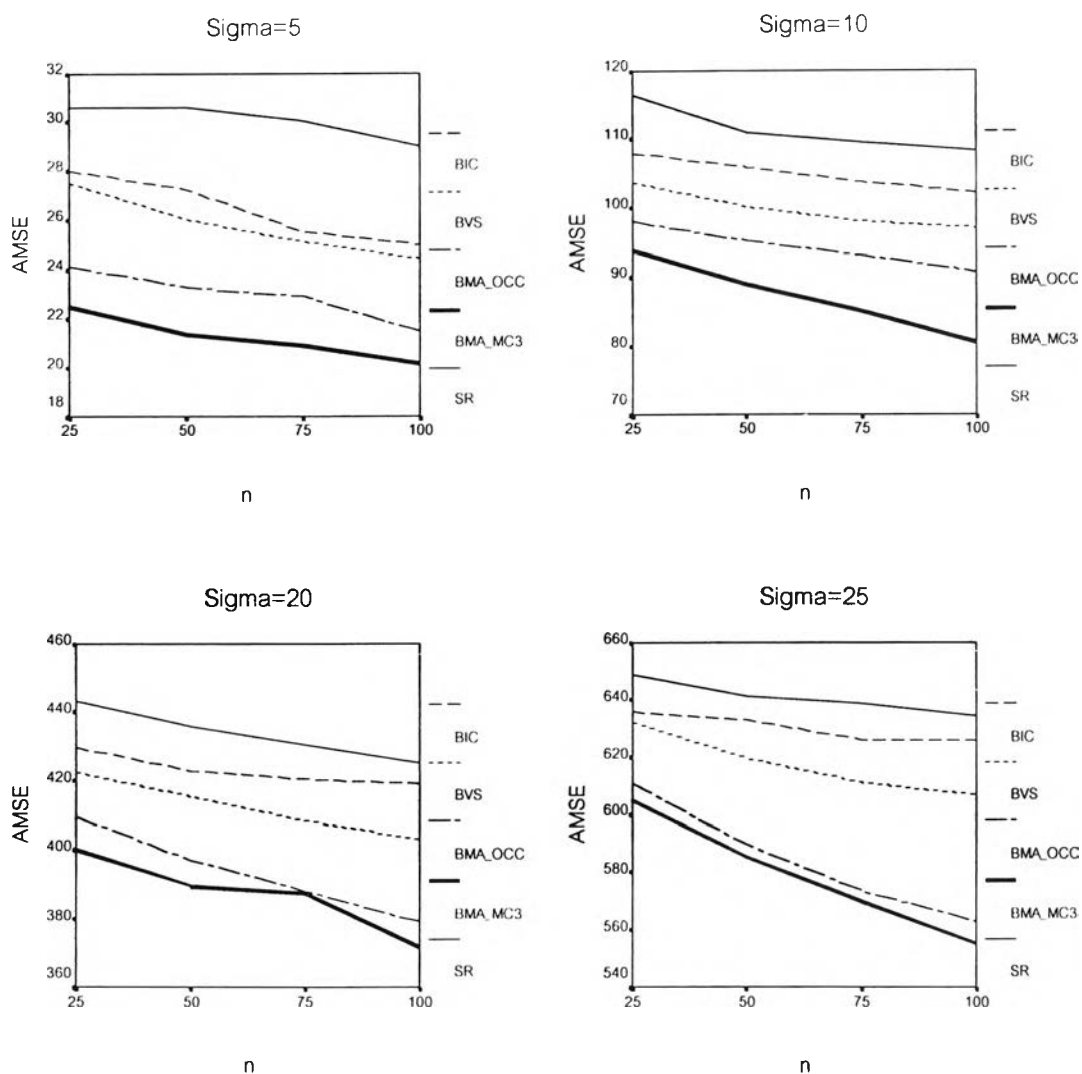 Sigma=5
32
30
28
26
24
22
20
18
AMSE
25
50
75
100
n
BIC
BVS
BMA_OCC
BMA_MC3
SR
Sigma=10
120
110
100
90
80
70
AMSE
25
50
75
100
n
BIC
BVS
BMA_OCC
BMA_MC3
SR
Sigma=20
460
440
420
400
380
360
AMSE
25
50
75
100
n
BIC
BVS
BMA_OCC
BMA_MC3
SR
Sigma=25
660
640
620
600
580
560
540
AMSE
25
50
75
100
n
BIC
BVS
BMA_OCC
BMA_MC3
SR